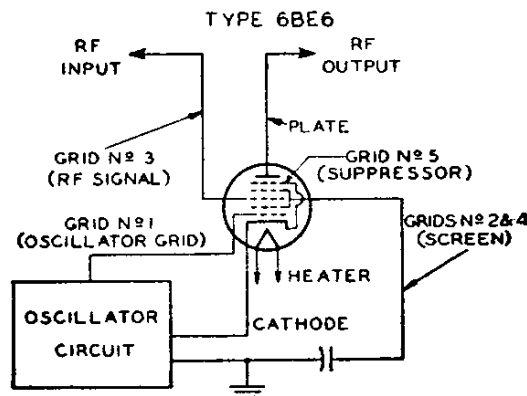 TYPE 6BE6
RF
INPUT
RF
OUTPUT
PLATE
GRID Nº 3
(RF SIGNAL)
GRID Nº 5
(SUPPRESSOR)
GRID Nº 1
(OSCILLATOR GRID)
GRIDS Nº 2&4
(SCREEN)
HEATER
CATHODE
OSCILLATOR
CIRCUIT